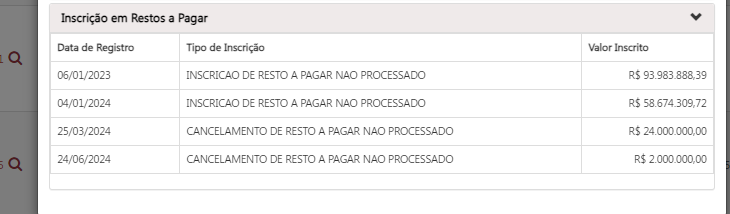 Inscrição em Restos a Pagar
Data de Registro Tipo de Inscrição Valor Inscrito
06/01/2023 INSCRICAO DE RESTO A PAGAR NAO PROCESSADO R$ 93.983.888,39
04/01/2024 INSCRICAO DE RESTO A PAGAR NAO PROCESSADO R$ 58.674.309,72
25/03/2024 CANCELAMENTO DE RESTO A PAGAR NAO PROCESSADO R$ 24.000.000,00
24/06/2024 CANCELAMENTO DE RESTO A PAGAR NAO PROCESSADO R$ 2.000.000,00